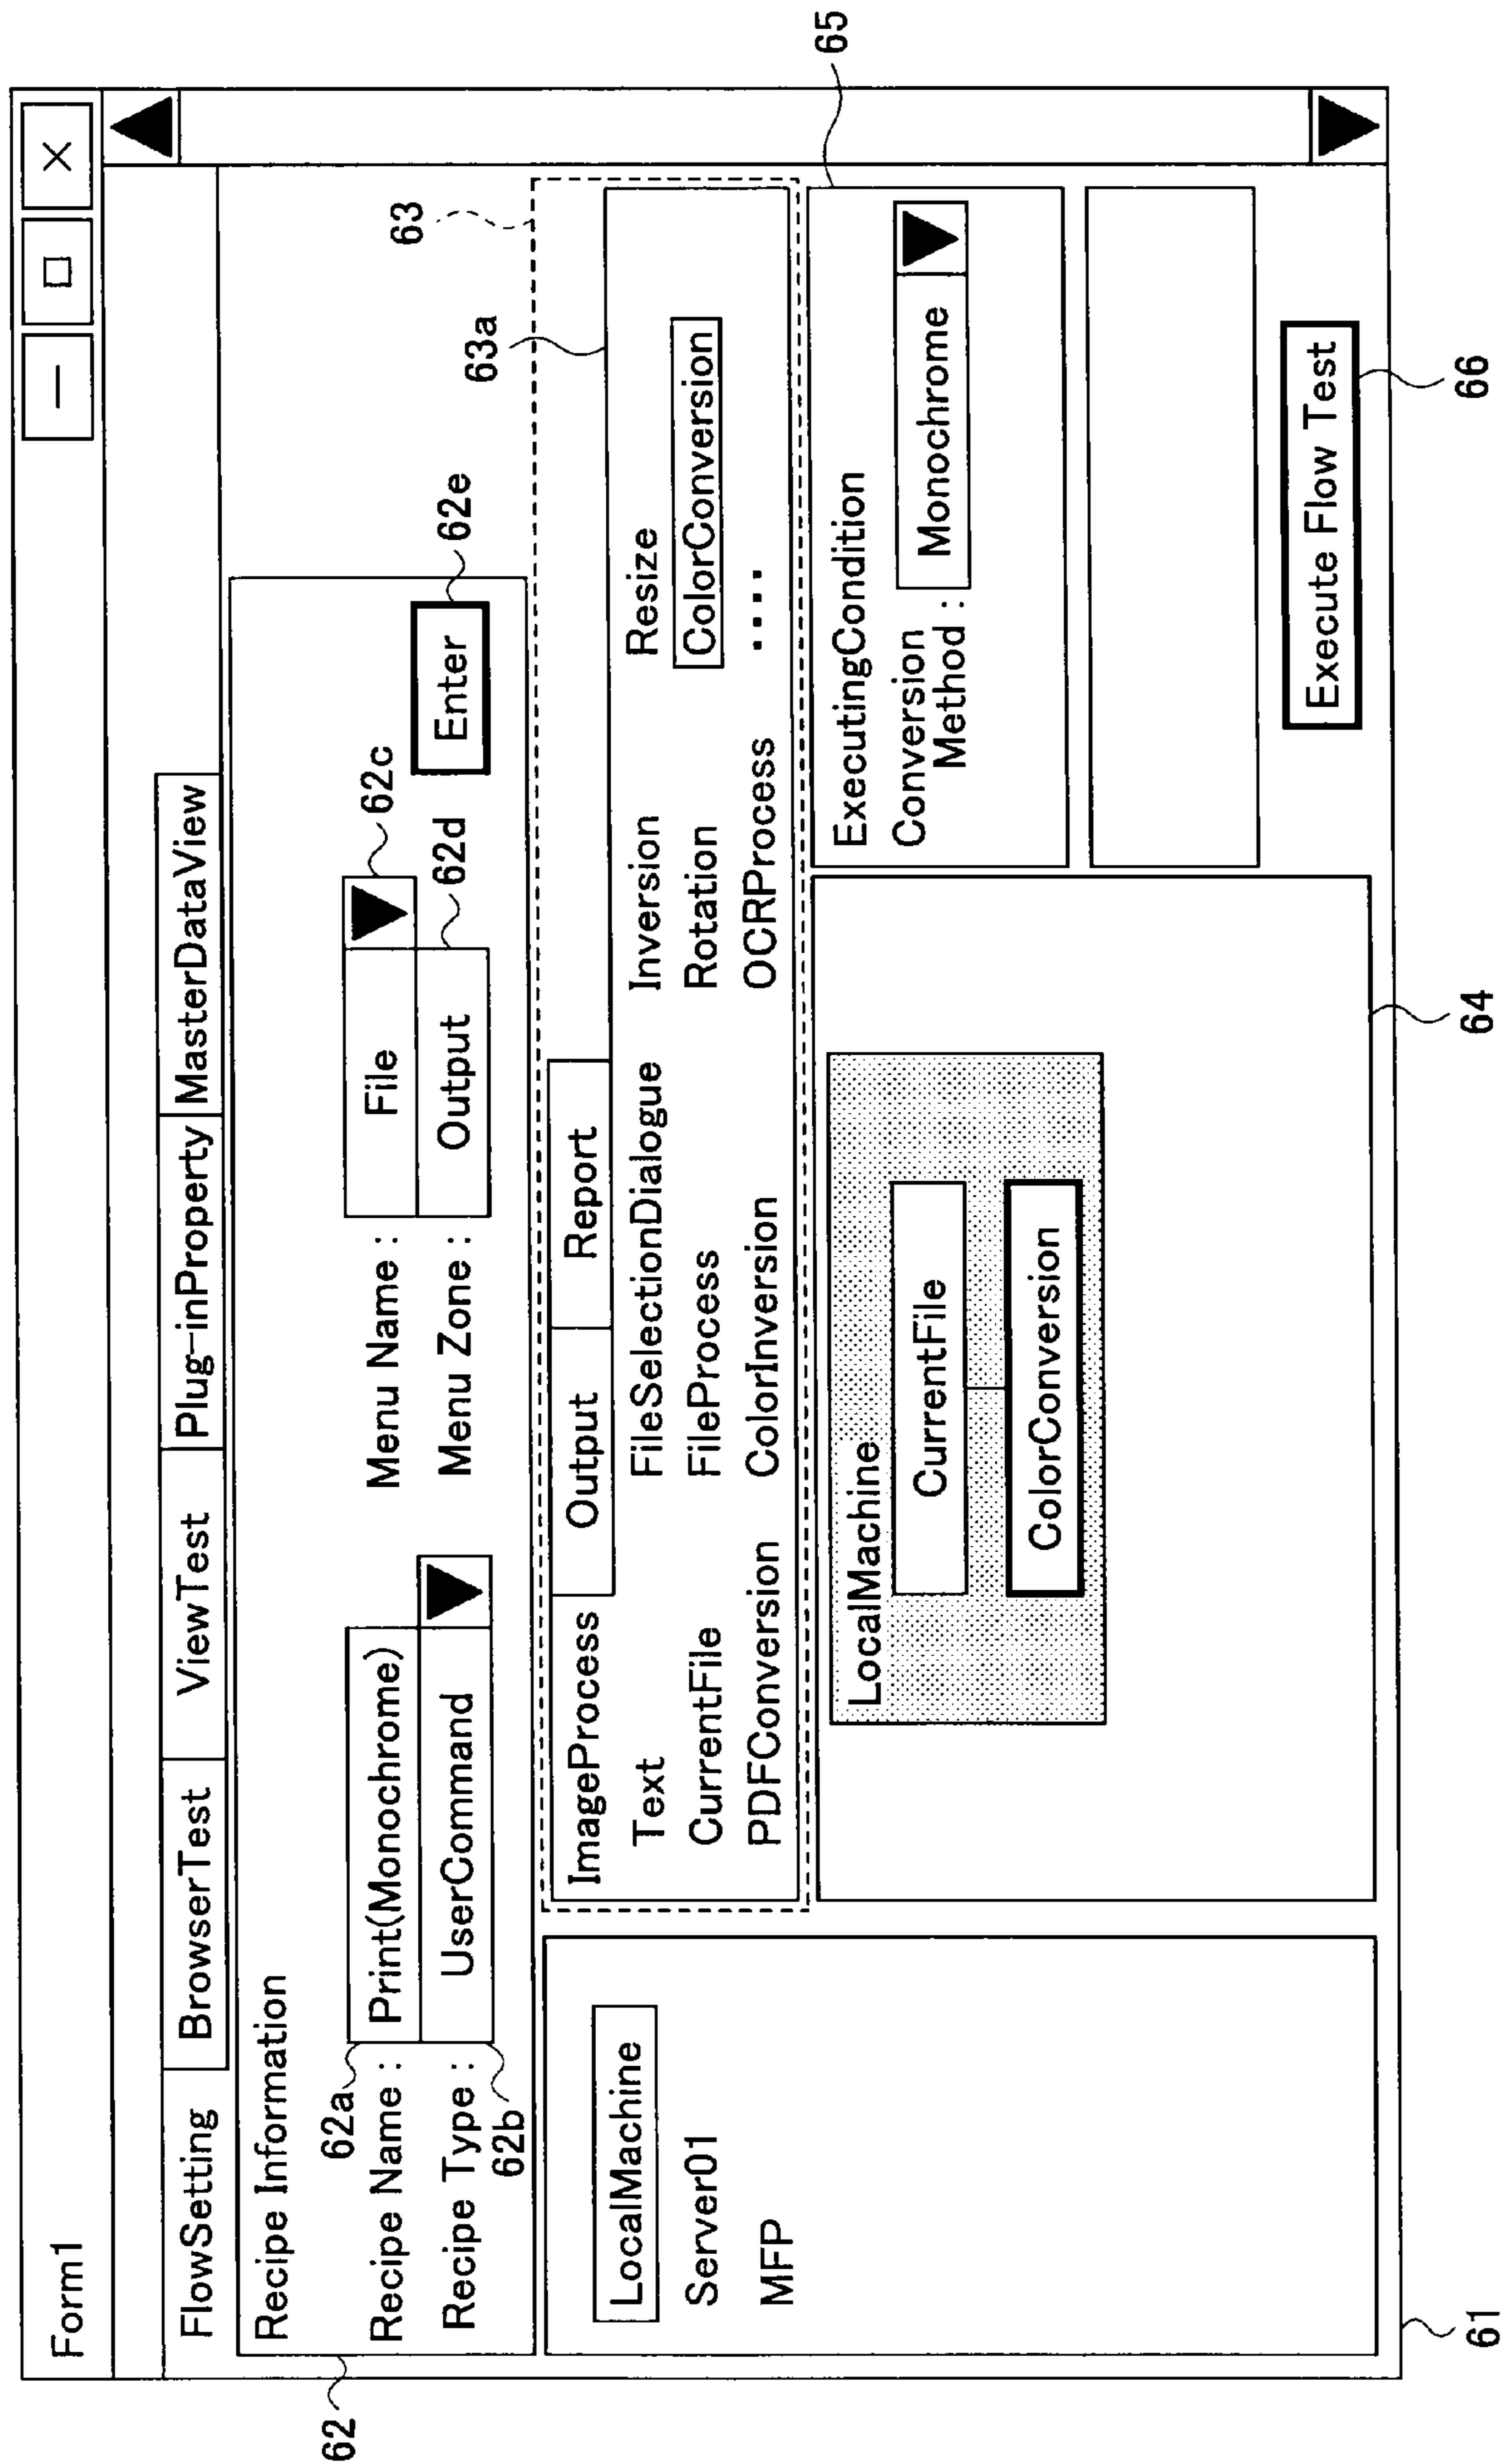 Form1
— □ ×
FlowSetting BrowserTest ViewTest Plug-inProperty MasterDataView
62
Recipe Information
62a
Recipe Name : Print(Monochrome) Menu Name : File 62c
Recipe Type : UserCommand Menu Zone : Output 62d Enter 62e
62b
63
63a
ImageProcess Output Report
Text FileSelectionDialogue Inversion Resize
CurrentFile FileProcess Rotation ColorConversion
PDFConversion ColorInversion OCRProcess ....
LocalMachine
Server01
MFP
LocalMachine
CurrentFile
ColorConversion
65
ExecutingCondition
Conversion
Method : Monochrome
Execute Flow Test
61
64
66